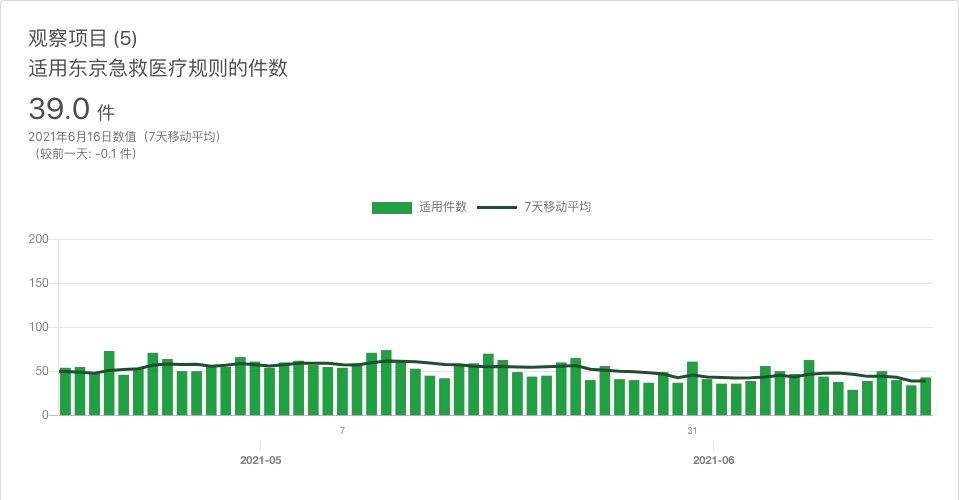 观察项目 (5)
适用东京急救医疗规则的件数
39.0 件
2021年6月16日数值（7天移动平均）
（较前一天: -0.1 件）
适用件数 7天移动平均
200
150
100
50
0
7 31
2021-05 2021-06